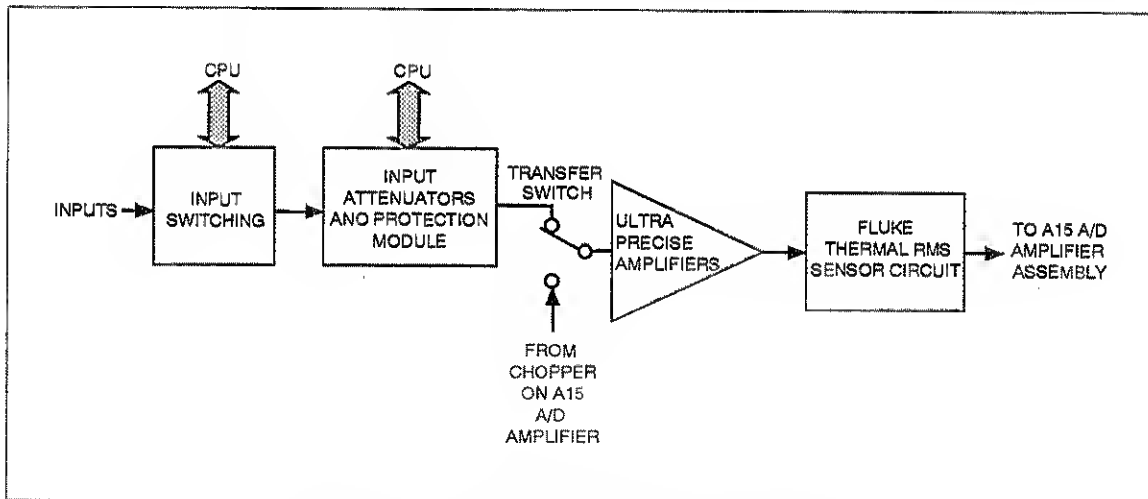 CPU
CPU
INPUTS
INPUT
SWITCHING
INPUT
ATTENUATORS
AND PROTECTION
MODULE
TRANSFER
SWITCH
ULTRA
PRECISE
AMPLIFIERS
FLUKE
THERMAL RMS
SENSOR CIRCUIT
TO A15 A/D
AMPLIFIER
ASSEMBLY
FROM
CHOPPER
ON A15
A/D
AMPLIFIER